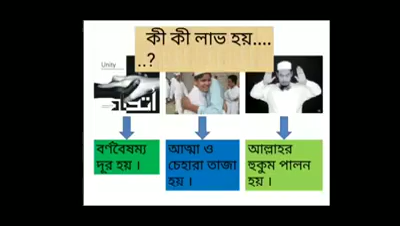 কী কী লাভ হয়....
..?
Unity
বর্ণবৈষম্য
দূর হয় ।
আত্মা ও
চেহারা তাজা
হয় ।
আল্লাহর
হুকুম পালন
হয় ।